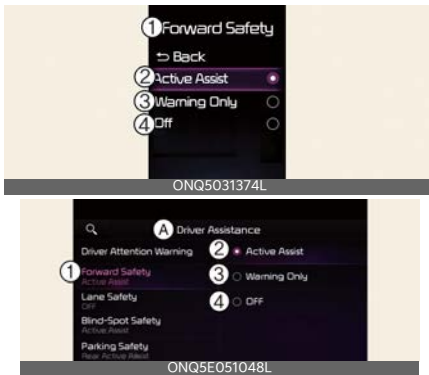 1 Forward Safety
Back
2 Active Assist
3 Warning Only
4 Off
ONQ5031374L
A Driver Assistance
Driver Attention Warning
2 Active Assist
1 Forward Safety
Active Assist
3 Warning Only
Lane Safety
OFF
4 OFF
Blind-Spot Safety
Active Assist
Parking Safety
Rear Active Assist
ONQ5E051048L